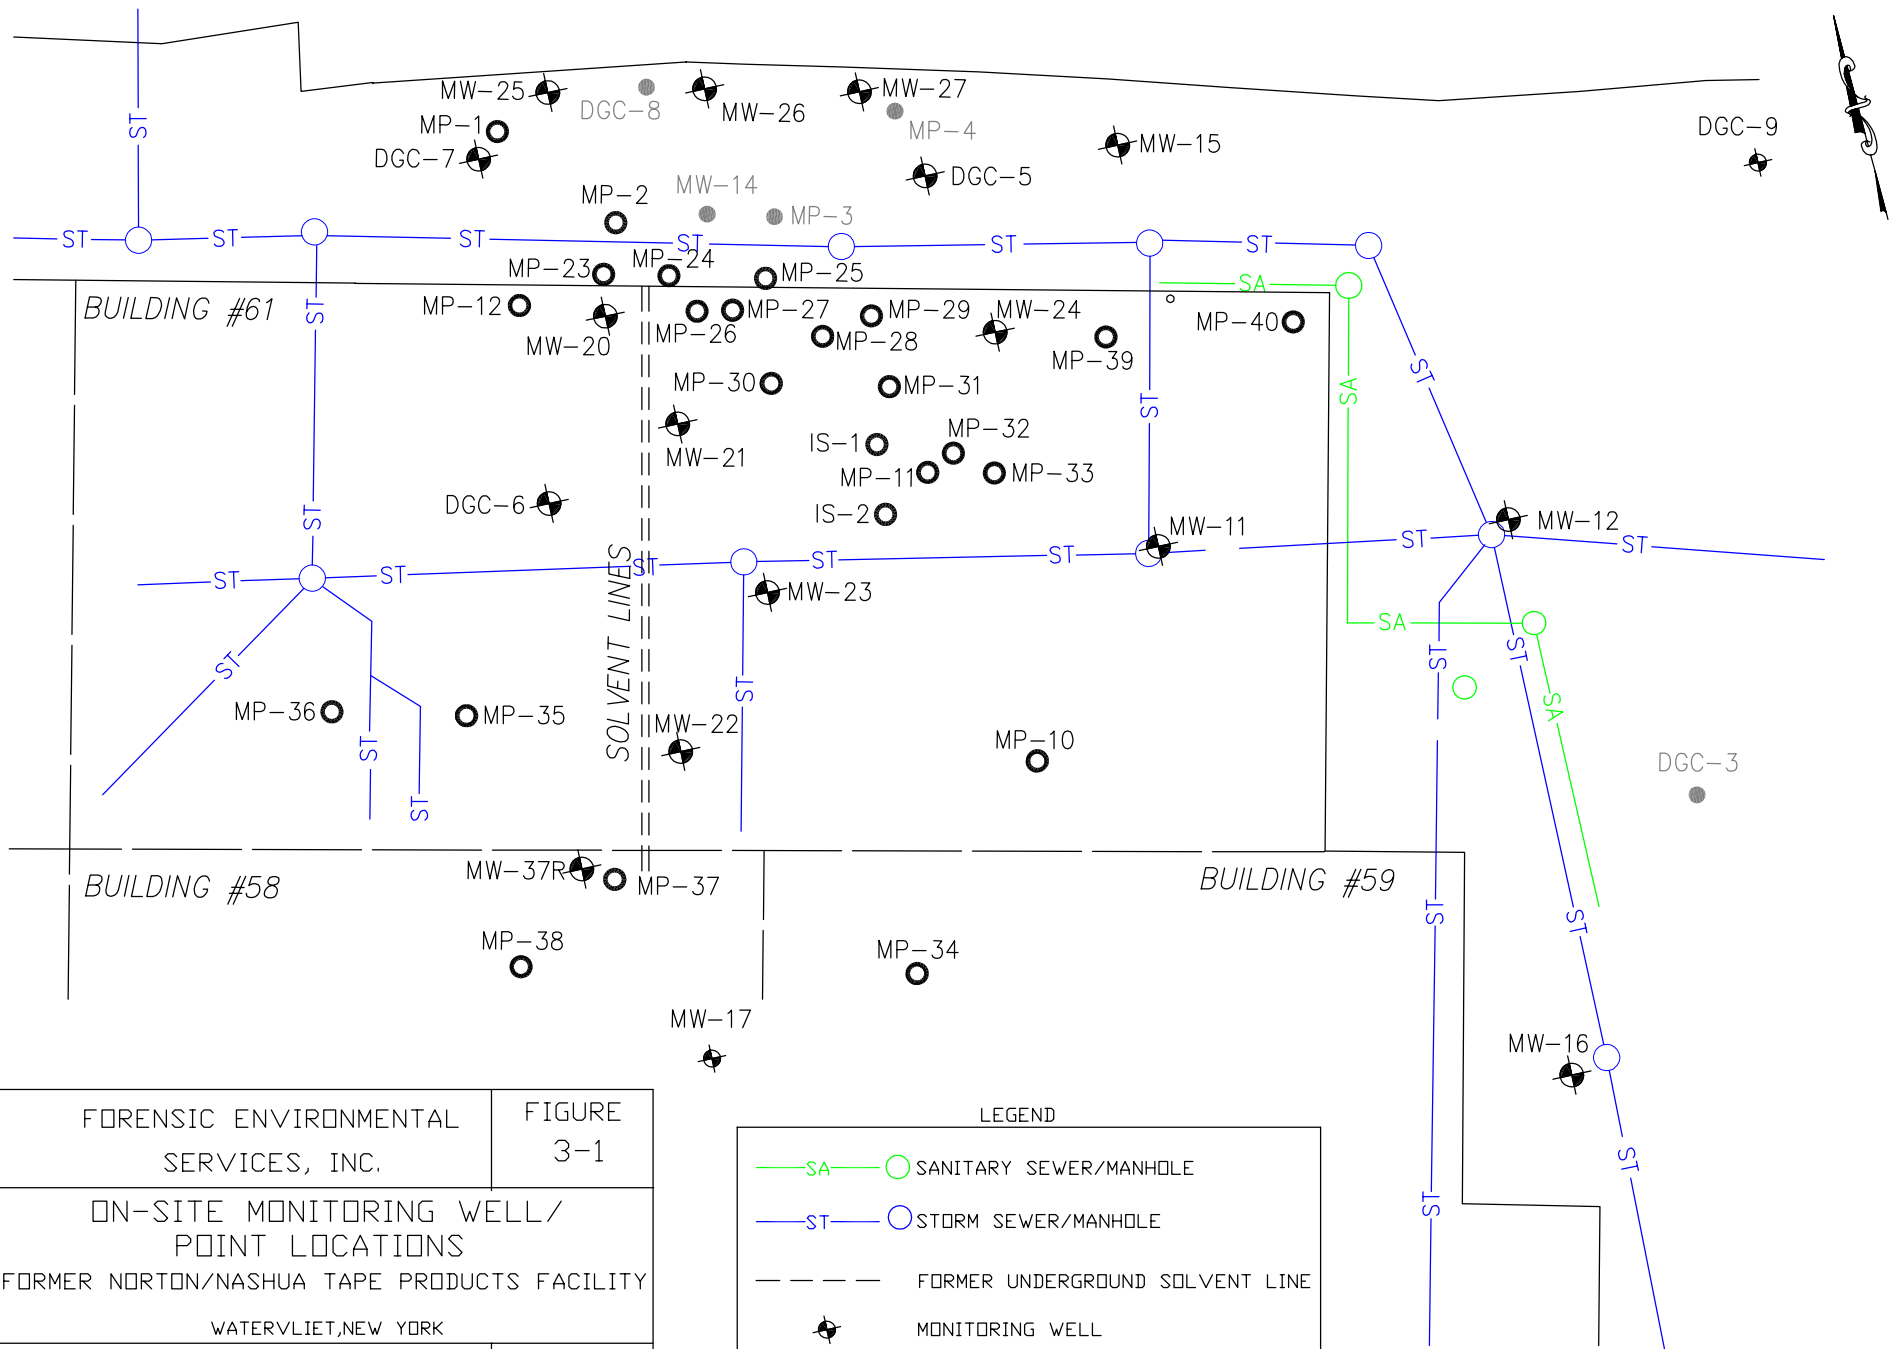 MW-25
DGC-8
MW-26
MW-27
MP-4
MP-1
DGC-7
DGC-5
MW-15
DGC-9
ST
MP-2
MW-14
MP-3
ST
ST
ST
ST
ST
ST
MP-23
MP-24
MP-25
SA
BUILDING #61
ST
MP-12
MW-20
MP-26
MP-27
MP-28
MP-29
MW-24
MP-39
MP-40
MP-30
MP-31
ST
SA
ST
MW-21
IS-1
MP-32
MP-11
MP-33
DGC-6
IS-2
ST
MW-11
MW-12
ST
ST
ST
ST
ST
ST
ST
MW-23
SOLVENT LINES
SA
ST
ST
ST
ST
SA
MP-36
MP-35
MW-22
MP-10
ST
DGC-3
ST
MW-37R
MP-37
BUILDING #58
BUILDING #59
ST
ST
MP-38
MP-34
MW-17
MW-16
ST
ST
FORENSIC ENVIRONMENTAL
SERVICES, INC.
FIGURE
3-1
ON-SITE MONITORING WELL/
POINT LOCATIONS
FORMER NORTON/NASHUA TAPE PRODUCTS FACILITY
WATERVLIET,NEW YORK
LEGEND
SA SANITARY SEWER/MANHOLE
ST STORM SEWER/MANHOLE
FORMER UNDERGROUND SOLVENT LINE
MONITORING WELL